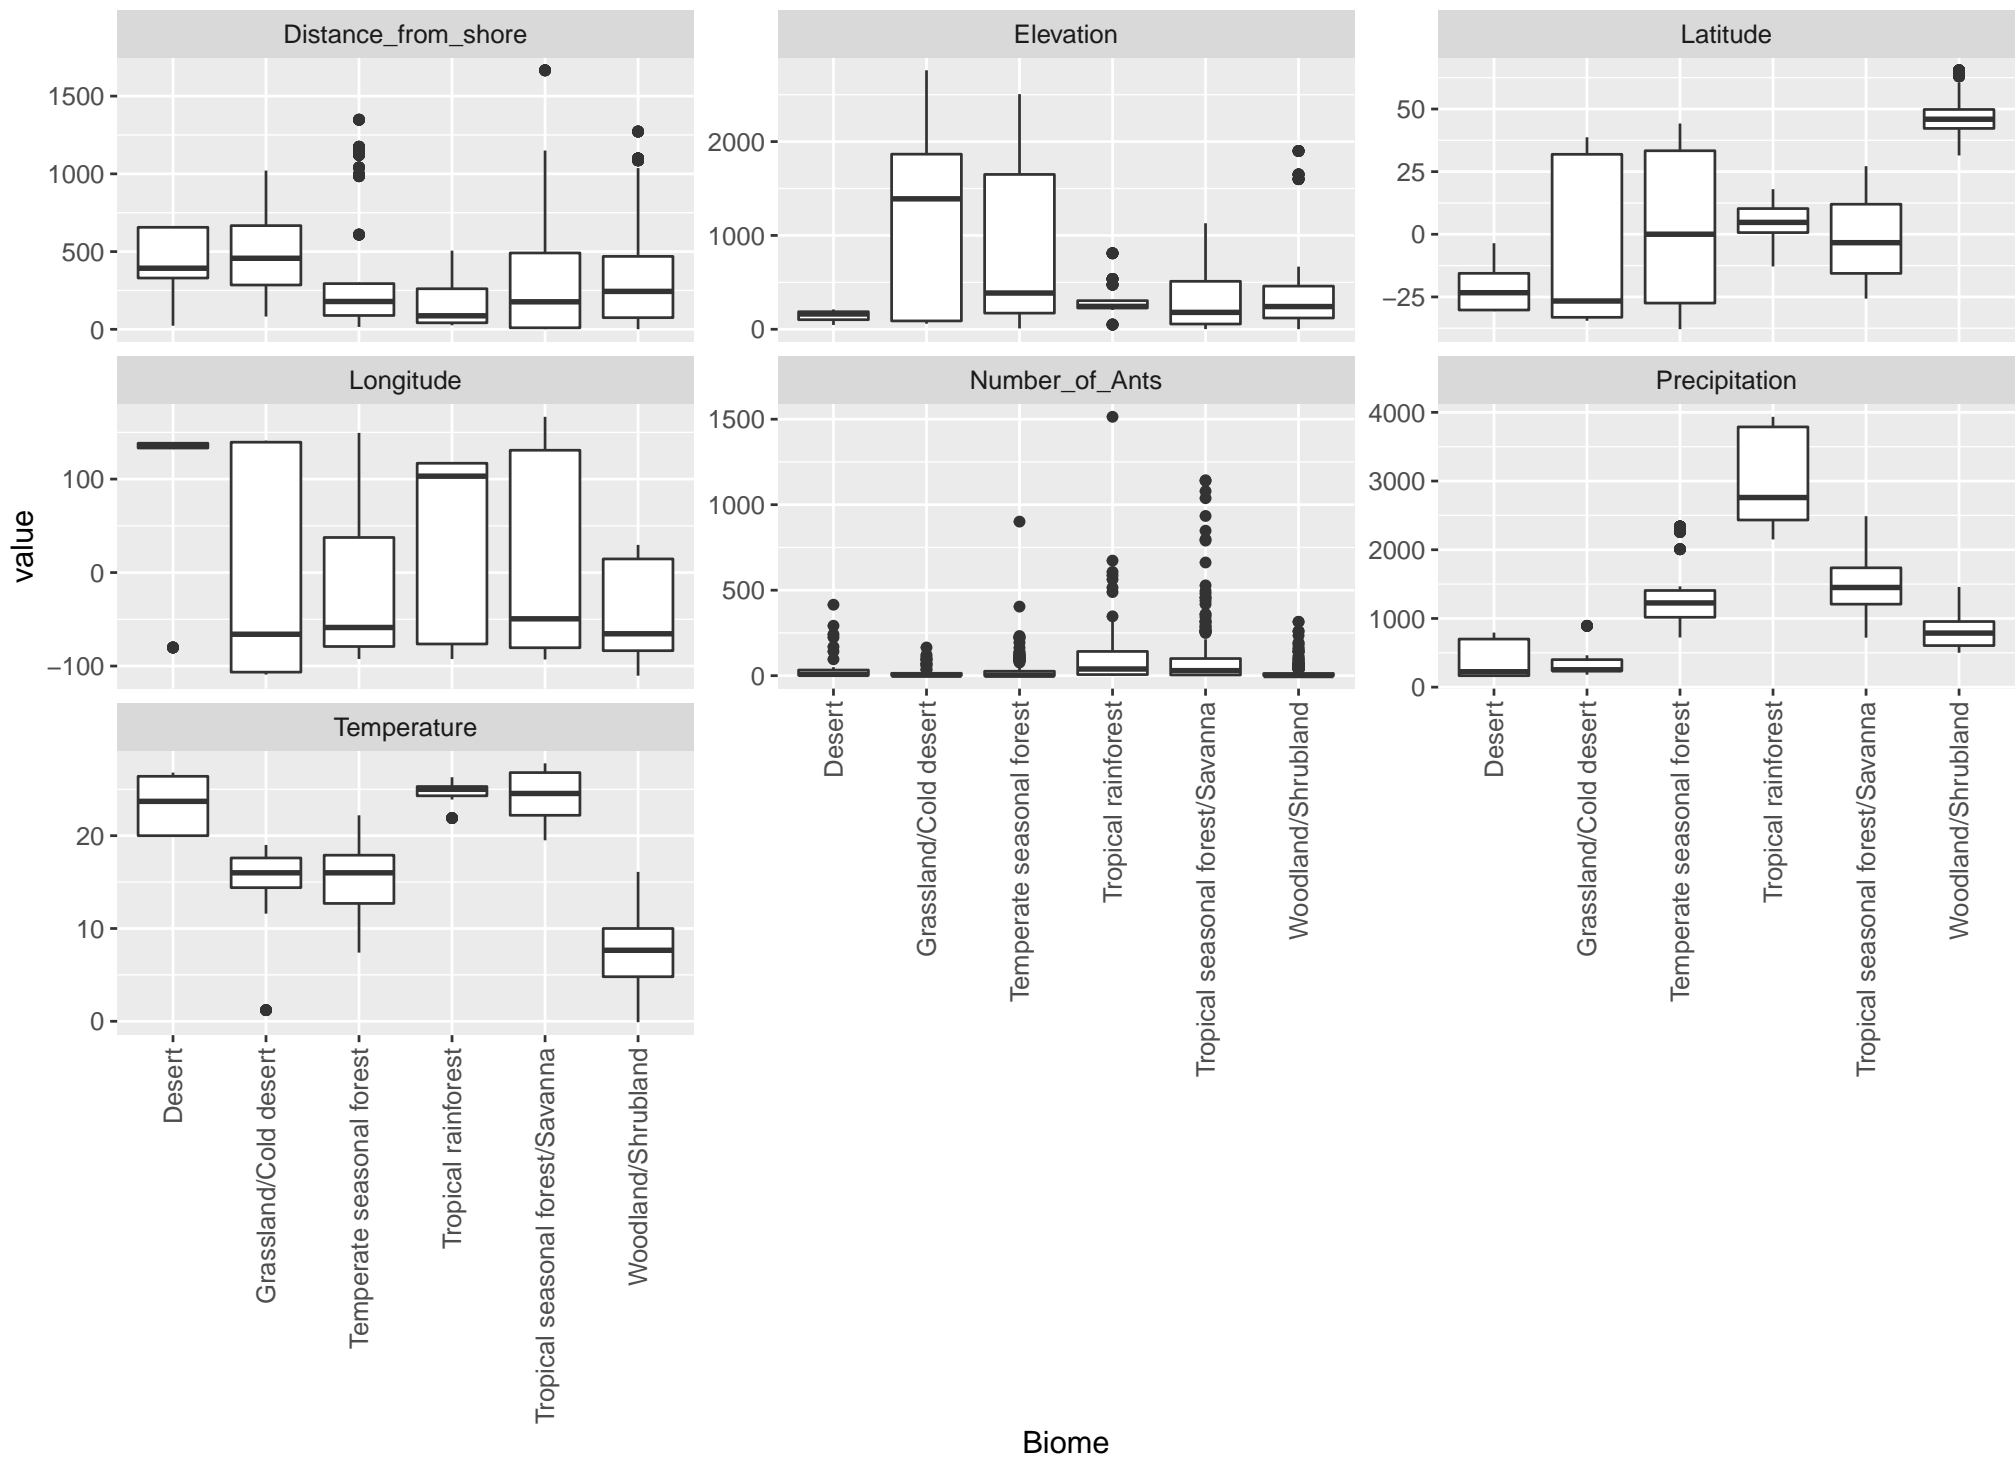 Distance_from_shore
Elevation
Latitude
1500
1000
500
0
2000
1000
0
50
25
0
−25
Longitude
Number_of_Ants
Precipitation
100
0
−100
1500
1000
500
0
4000
3000
2000
1000
0
value
Temperature
20
10
0
Desert
Grassland/Cold desert
Temperate seasonal forest
Tropical rainforest
Tropical seasonal forest/Savanna
Woodland/Shrubland
Desert
Grassland/Cold desert
Temperate seasonal forest
Tropical rainforest
Tropical seasonal forest/Savanna
Woodland/Shrubland
Desert
Grassland/Cold desert
Temperate seasonal forest
Tropical rainforest
Tropical seasonal forest/Savanna
Woodland/Shrubland
Biome